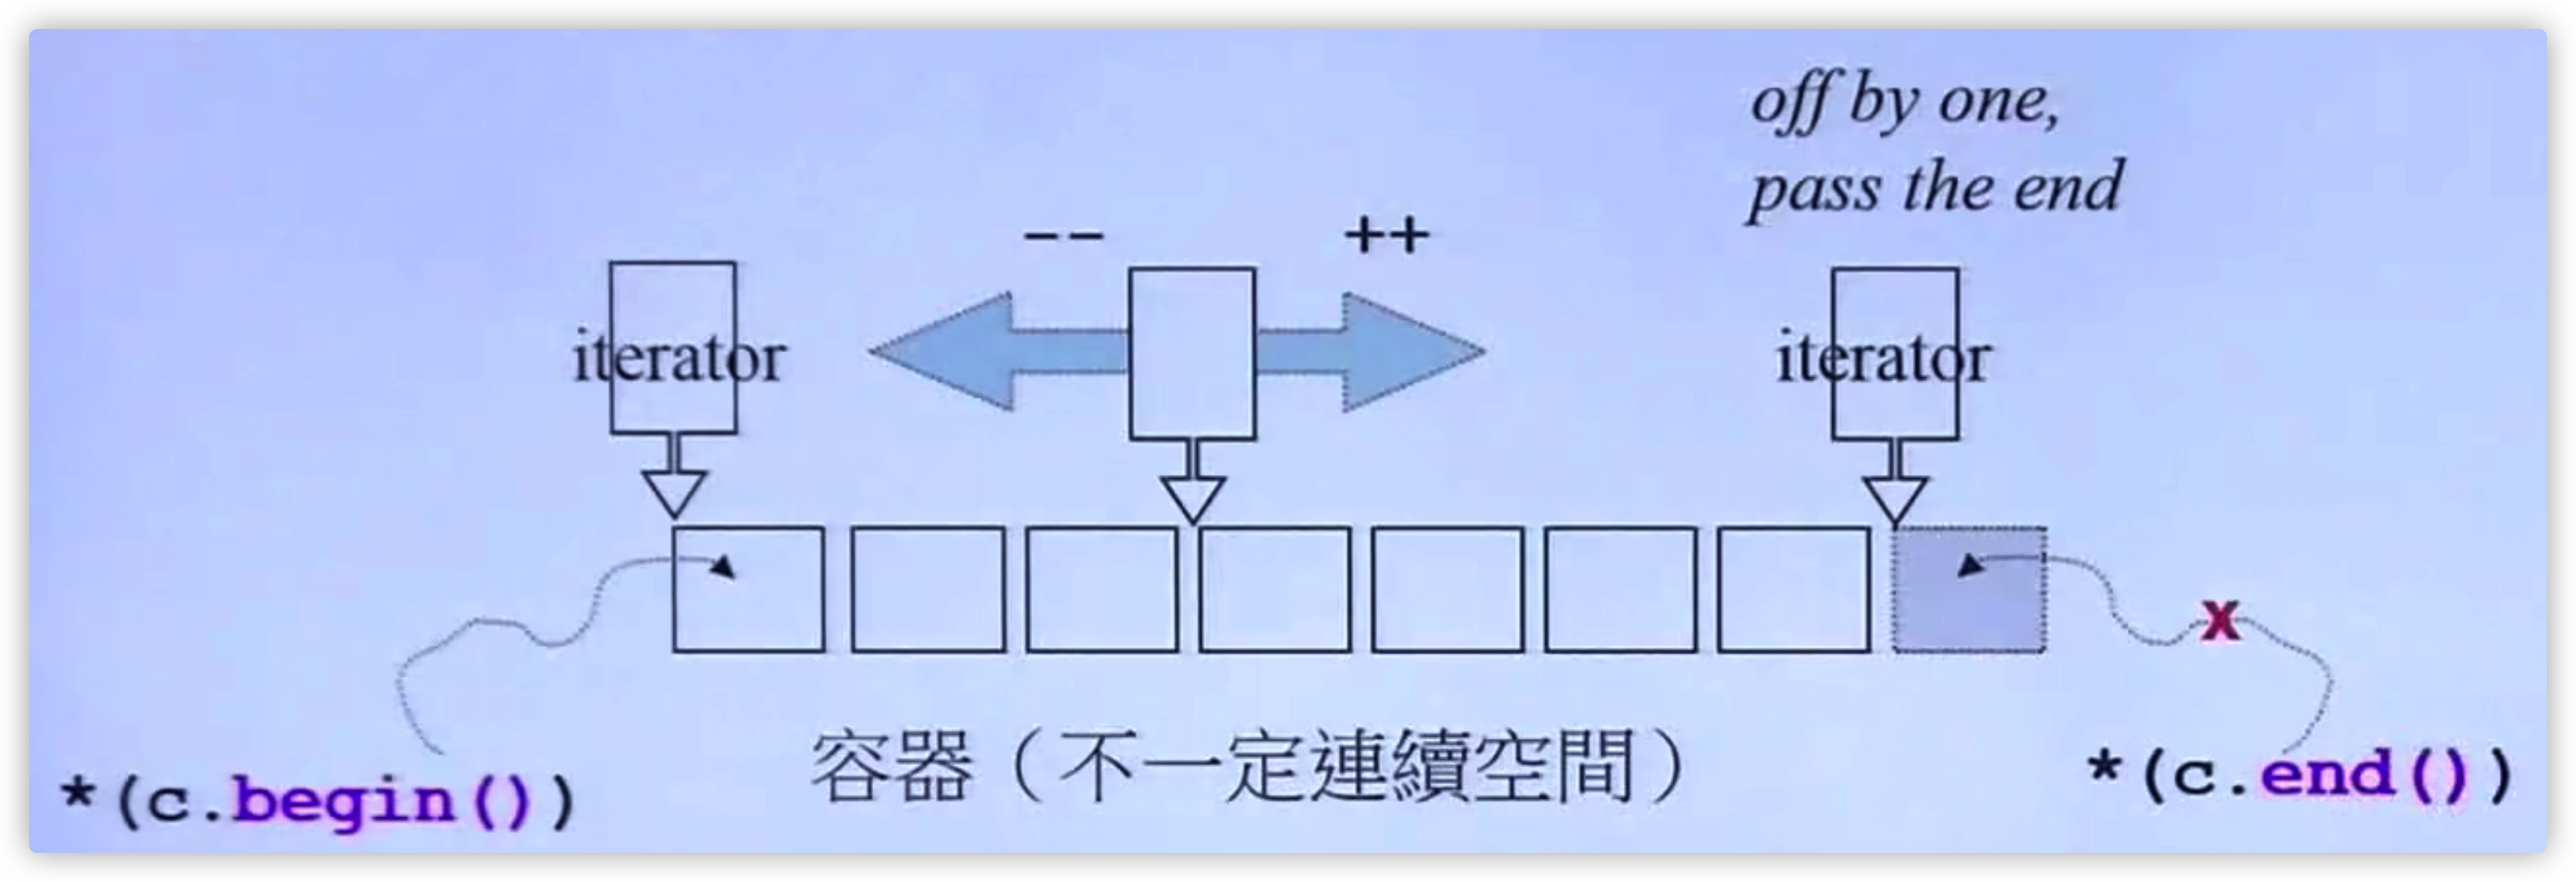 off by one,
pass the end
-- ++
iterator iterator
容器（不一定連續空間）
*(c.begin()) *(c.end())
x